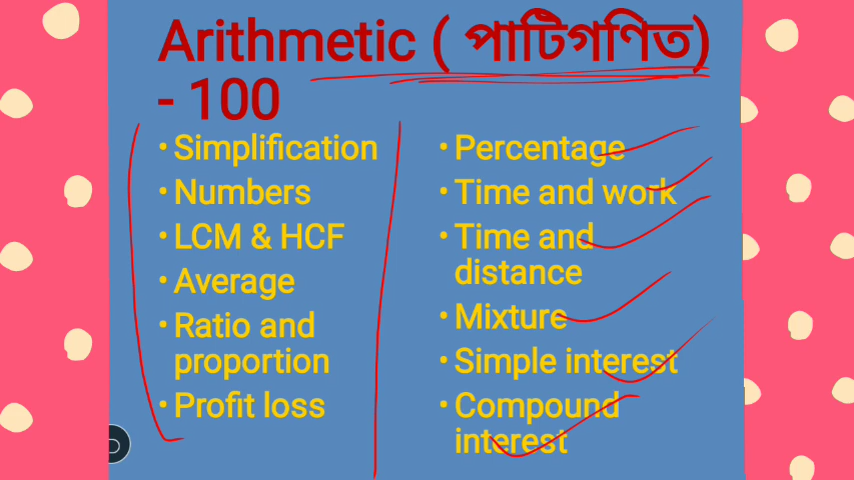 Arithmetic ( পাটিগণিত)
- 100
• Simplification
• Numbers
• LCM & HCF
• Average
• Ratio and
proportion
• Profit loss
• Percentage
• Time and work
• Time and
distance
• Mixture
• Simple interest
• Compound
interest